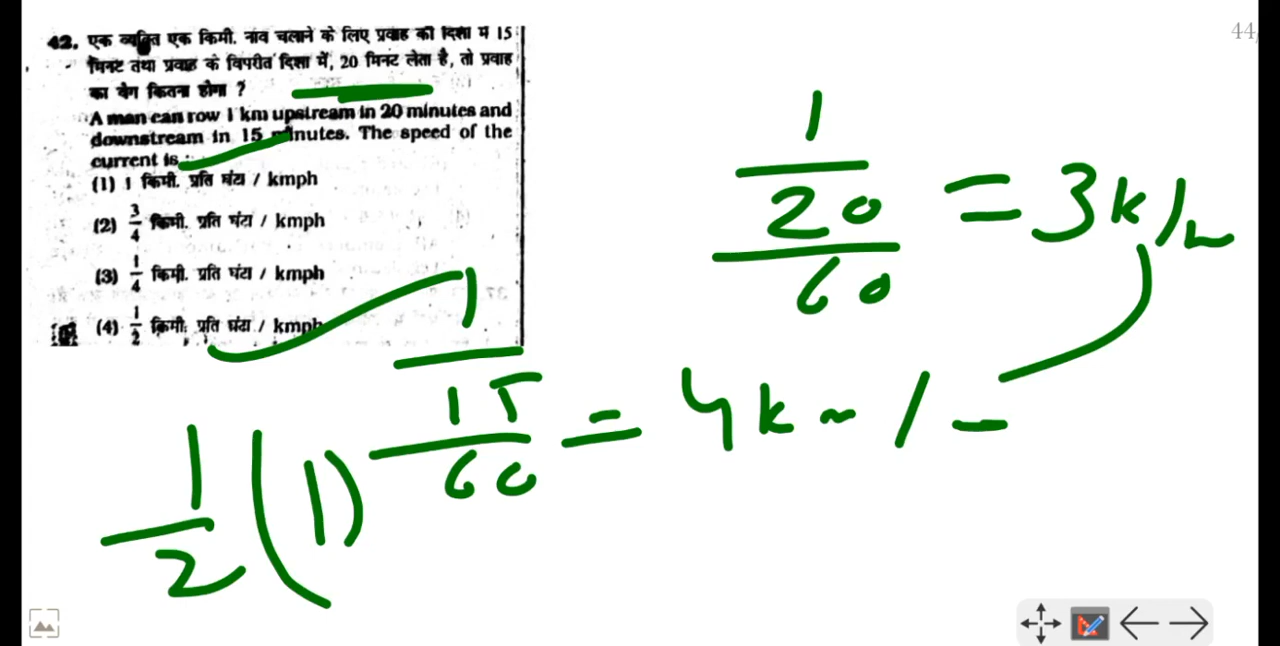 42. एक व्यक्ति एक किमी. नाव चलाने के लिए प्रवाह की दिशा में 15
मिनट तथा प्रवाह के विपरीत दिशा में, 20 मिनट लेता है, तो प्रवाह
का वेग कितना होगा ?
A man can row 1 km upstream in 20 minutes and
downstream in 15 minutes. The speed of the
current is :
(1) 1 किमी. प्रति घंटा / kmph
(2) 3/4 किमी. प्रति घंटा / kmph
(3) 1/4 किमी. प्रति घंटा / kmph
(4) 1/2 किमी. प्रति घंटा / kmph
44
1
20
60
= 3k/h
1
15
60
= 4k
1/2 (1)